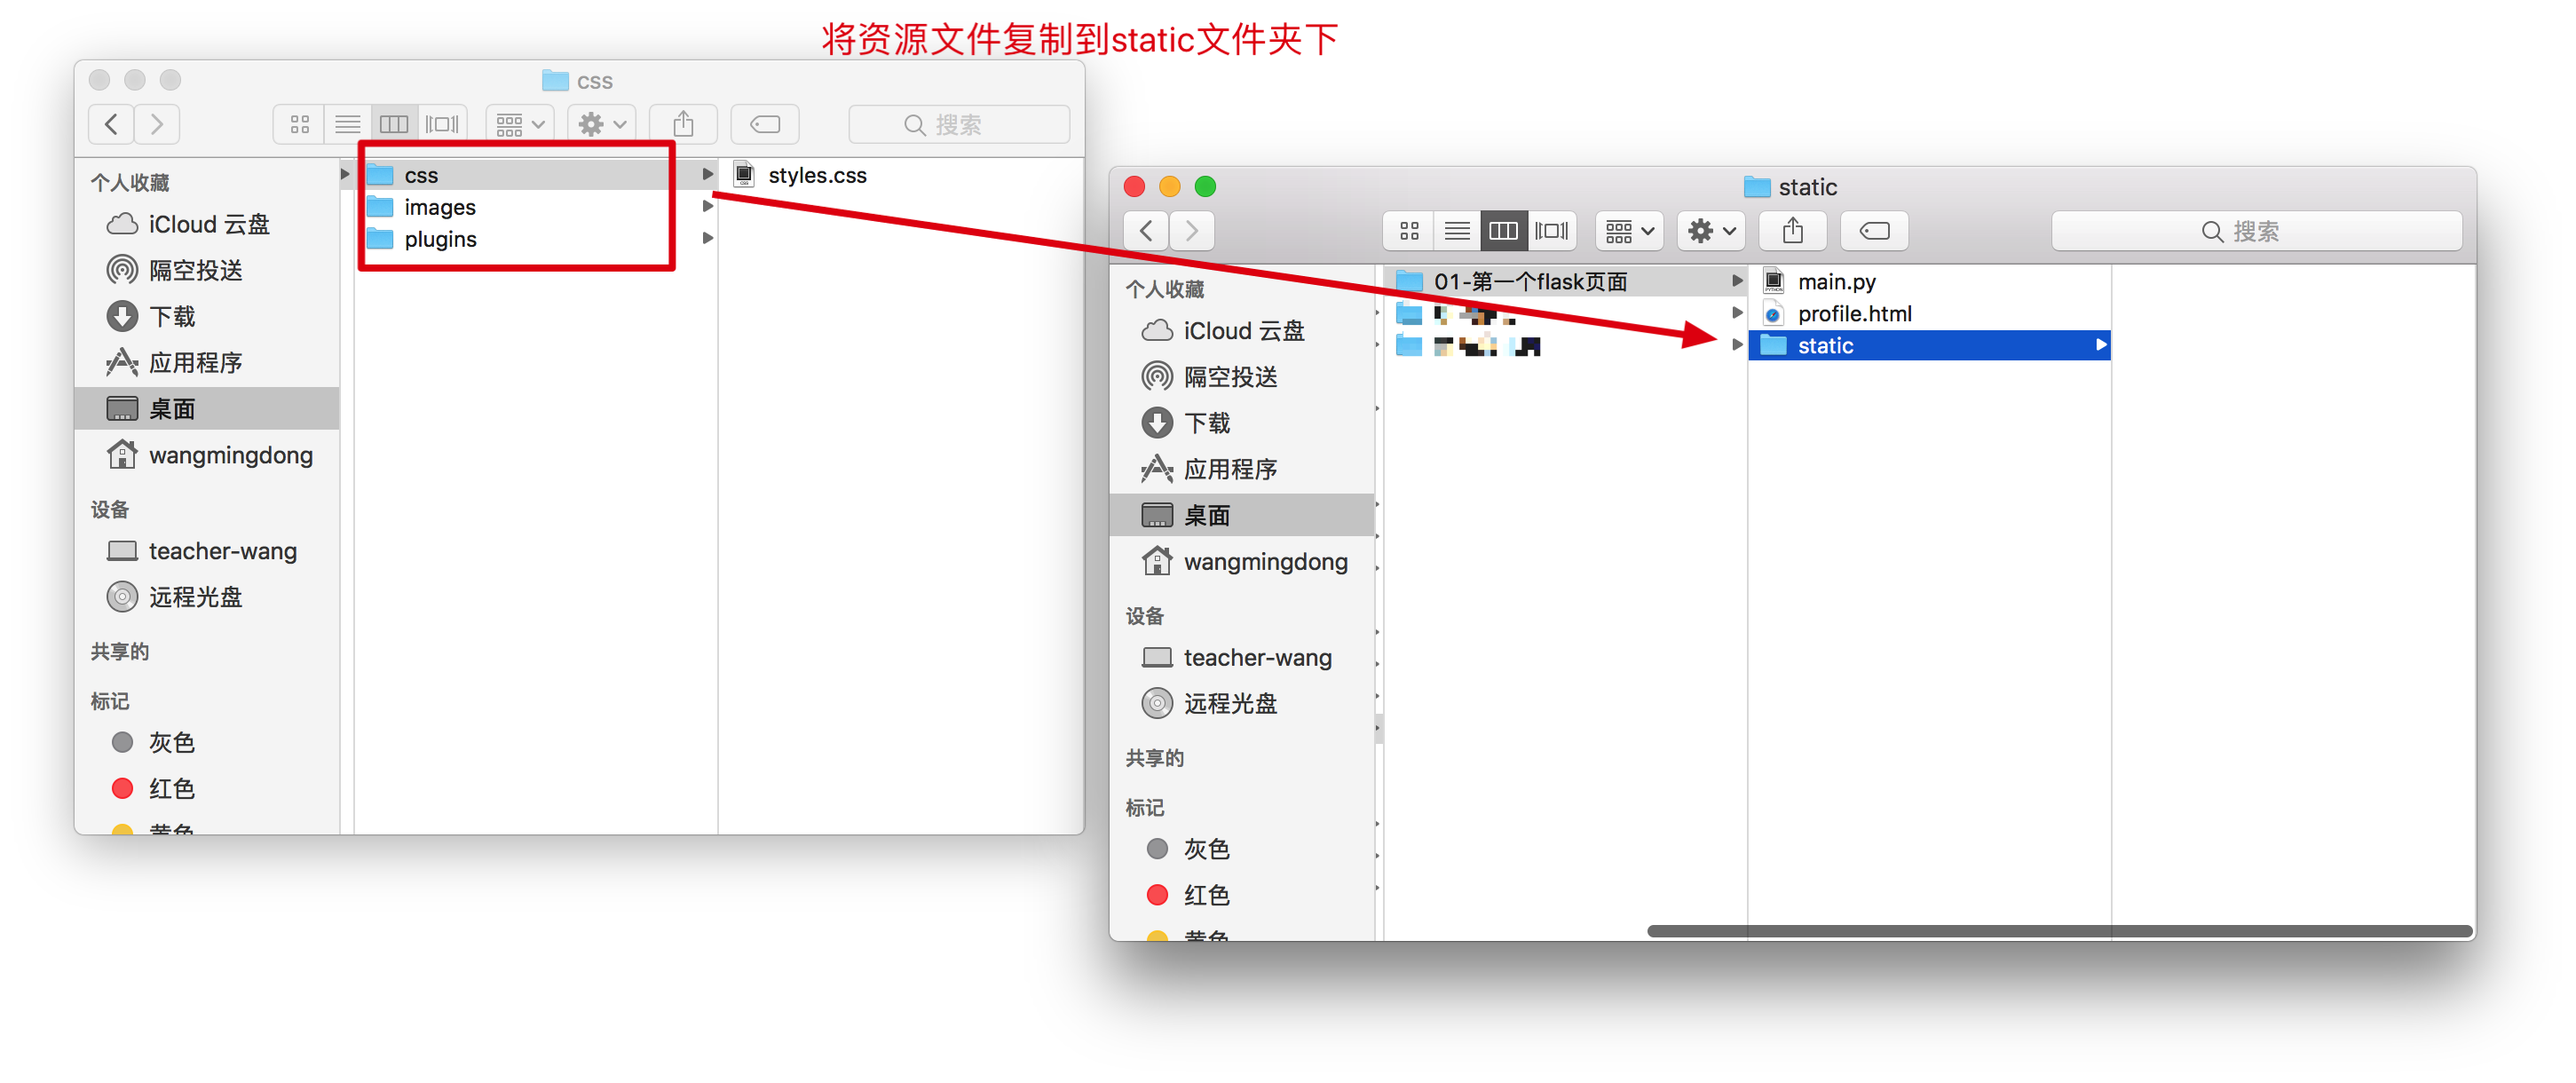 将资源文件复制到static文件夹下
css
搜索
个人收藏
iCloud 云盘
隔空投送
下载
应用程序
桌面
wangmingdong
设备
teacher-wang
远程光盘
共享的
标记
灰色
红色
黄色
css
images
plugins
styles.css
static
搜索
个人收藏
iCloud 云盘
隔空投送
下载
应用程序
桌面
wangmingdong
设备
teacher-wang
远程光盘
共享的
标记
灰色
红色
黄色
01-第一个flask页面
main.py
profile.html
static